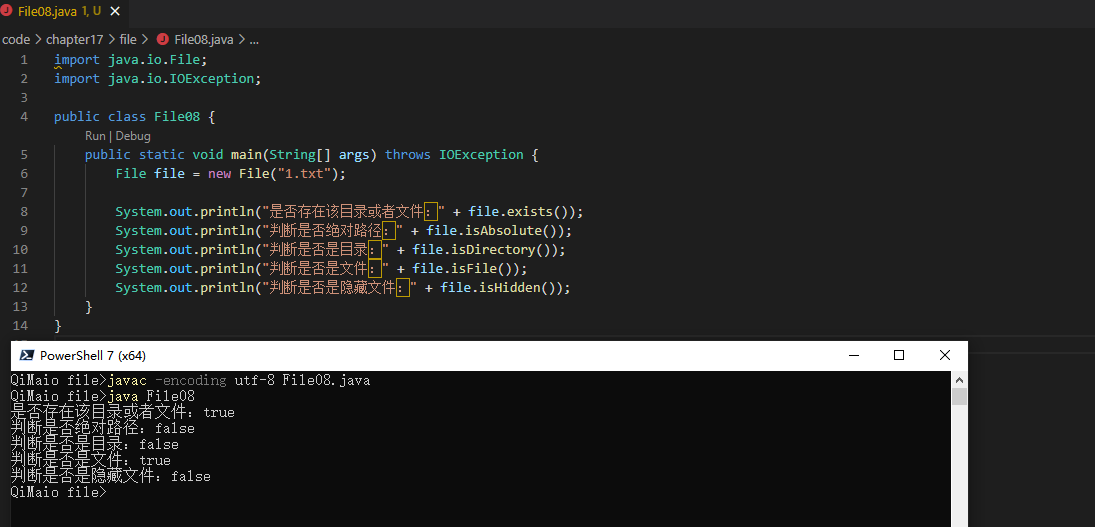 File08.java 1, U
code > chapter17 > file > File08.java > ...
1 import java.io.File;
2 import java.io.IOException;
3
4 public class File08 {
Run | Debug
5 public static void main(String[] args) throws IOException {
6 File file = new File("1.txt");
7
8 System.out.println("是否存在该目录或者文件：" + file.exists());
9 System.out.println("判断是否绝对路径：" + file.isAbsolute());
10 System.out.println("判断是否是目录：" + file.isDirectory());
11 System.out.println("判断是否是文件：" + file.isFile());
12 System.out.println("判断是否是隐藏文件：" + file.isHidden());
13 }
14 }
PowerShell 7 (x64)
QiMaio file>javac -encoding utf-8 File08.java
QiMaio file>java File08
是否存在该目录或者文件：true
判断是否绝对路径：false
判断是否是目录：false
判断是否是文件：true
判断是否是隐藏文件：false
QiMaio file>